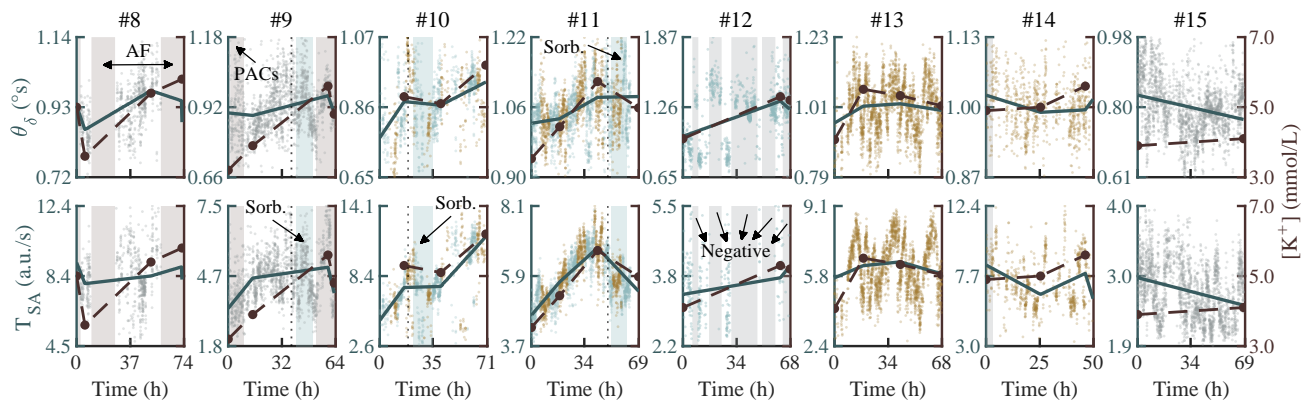 #8 #9 #10 #11 #12 #13 #14 #15
1.14 1.18 1.07 1.22 1.87 1.23 1.13 0.98 7.0
AF PACs Sorb.
0.93 0.92 0.86 1.06 1.26 1.01 1.00 0.80 5.0
θδ (°s)
[K+] (mmol/L)
0.72 0.66 0.65 0.90 0.65 0.79 0.87 0.61 3.0
12.4 7.5 14.1 8.1 5.5 9.1 12.4 4.0 7.0
Sorb. Sorb. Negative
8.4 4.7 8.4 5.9 3.8 5.8 7.7 3.0 5.0
TSA (a.u./s)
4.5 1.8 2.6 3.7 2.2 2.4 3.0 1.9 3.0
0 37 74 0 32 64 0 35 71 0 34 69 0 34 68 0 34 68 0 25 50 0 34 69
Time (h) Time (h) Time (h) Time (h) Time (h) Time (h) Time (h) Time (h)